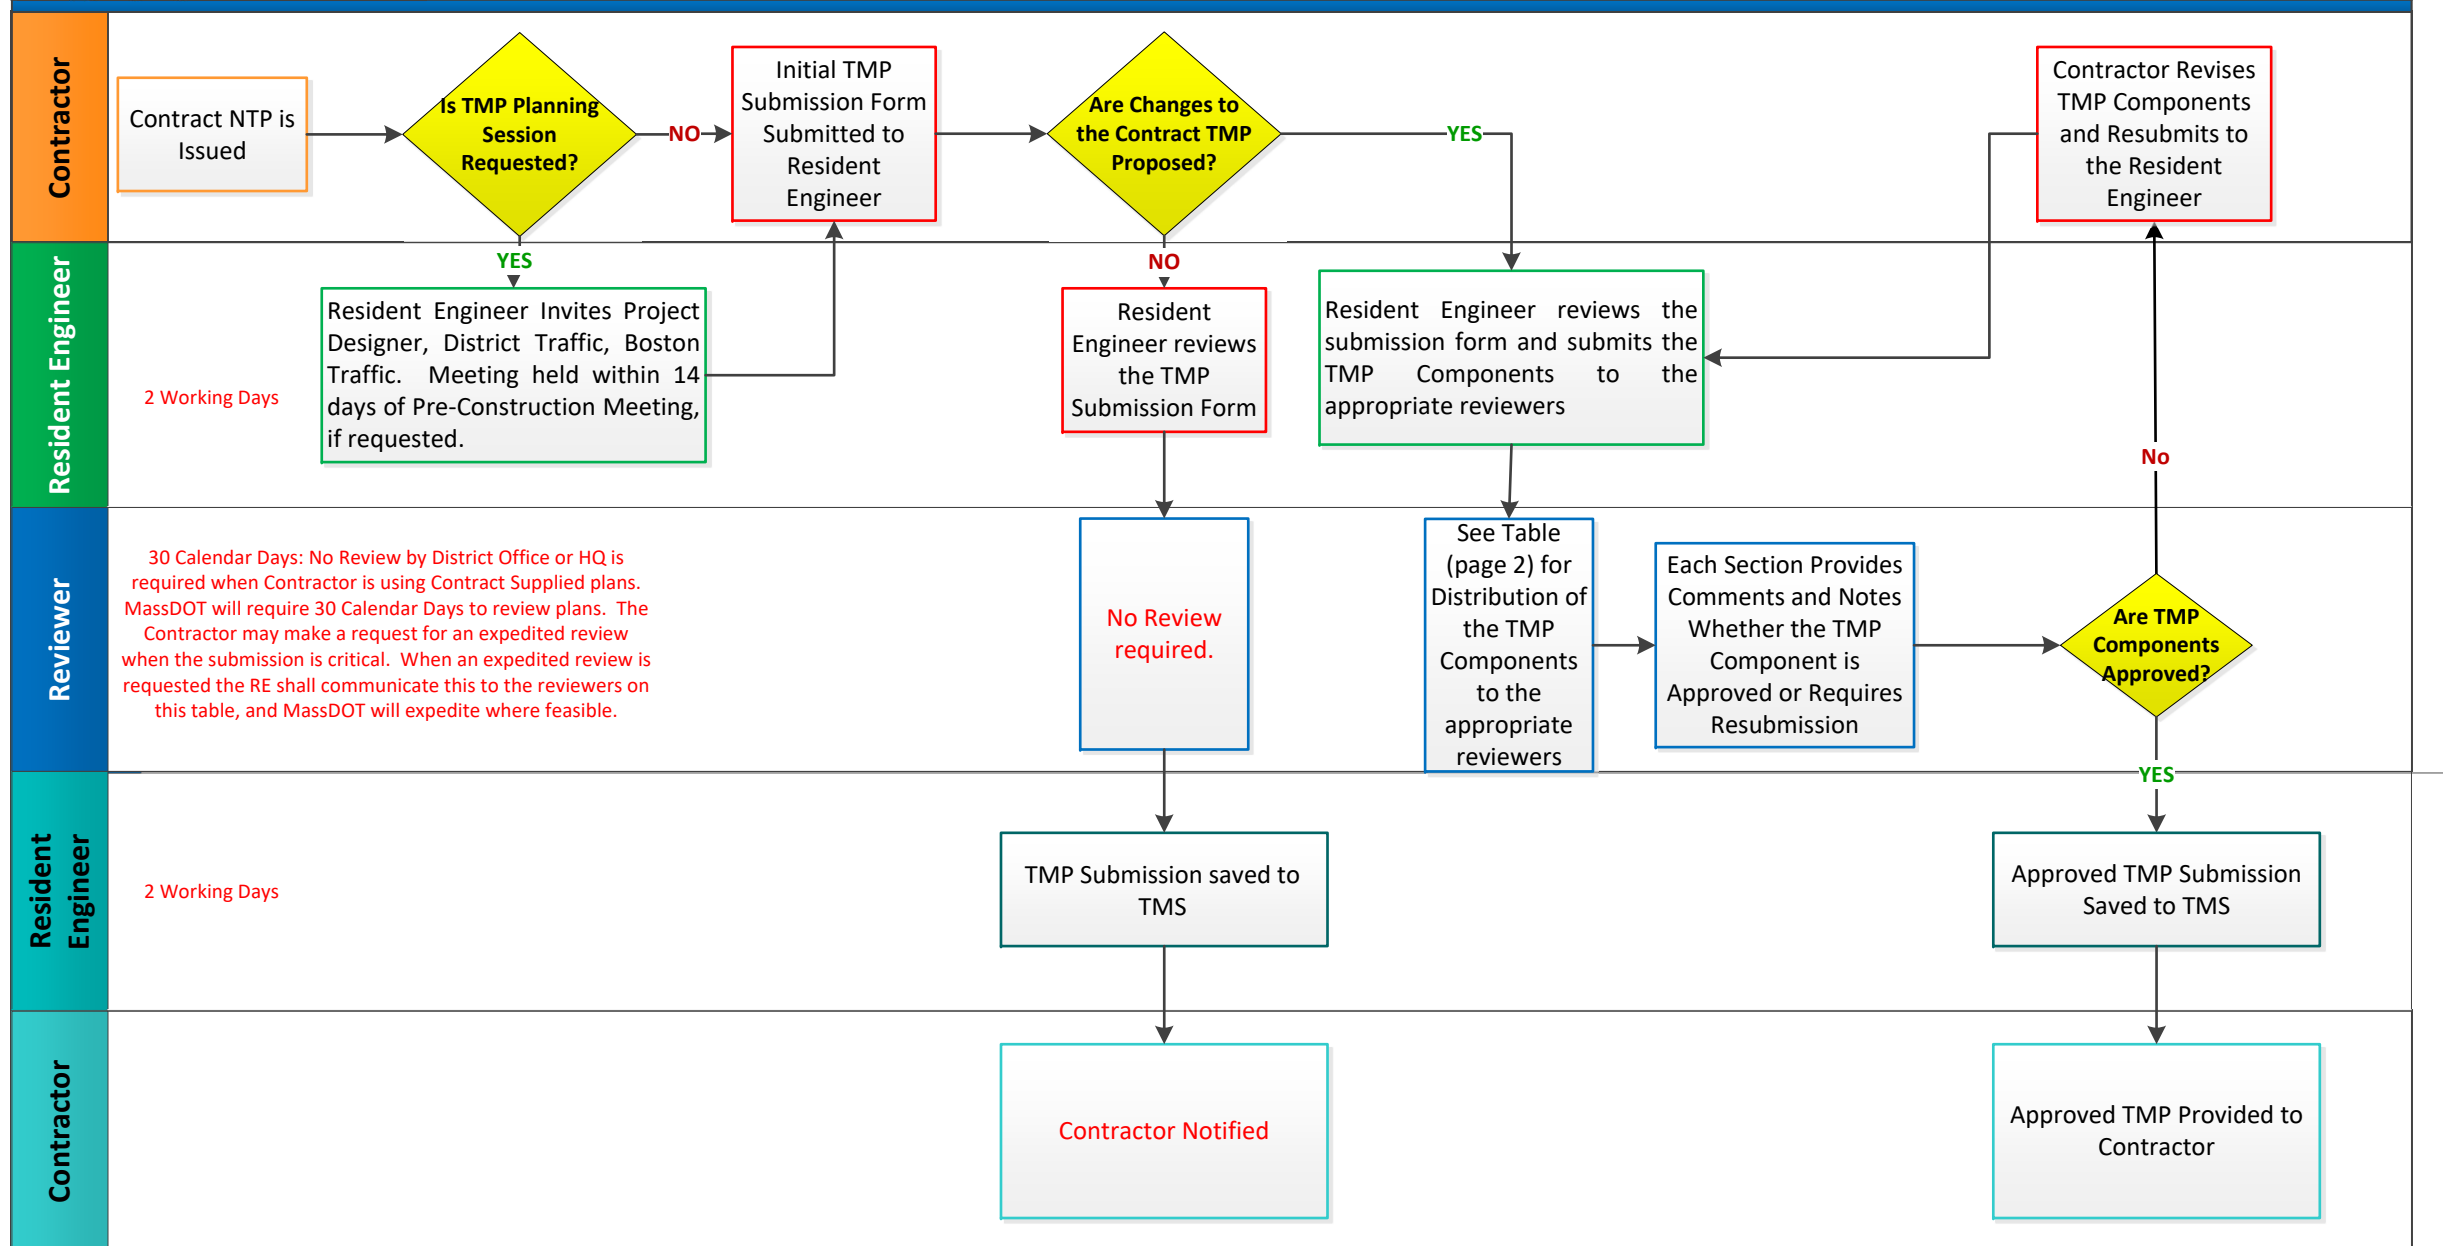 Contractor
Contract NTP is
Issued
Is TMP Planning
Session
Requested?
NO
Initial TMP
Submission Form
Submitted to
Resident
Engineer
Are Changes to
the Contract TMP
Proposed?
YES
Contractor Revises
TMP Components
and Resubmits to
the Resident
Engineer
Resident Engineer
2 Working Days
YES
Resident Engineer Invites Project
Designer, District Traffic, Boston
Traffic. Meeting held within 14
days of Pre-Construction Meeting,
if requested.
NO
Resident
Engineer reviews
the TMP
Submission Form
Resident Engineer reviews the
submission form and submits the
TMP Components to the
appropriate reviewers
No
Reviewer
30 Calendar Days: No Review by District Office or HQ is
required when Contractor is using Contract Supplied plans.
MassDOT will require 30 Calendar Days to review plans. The
Contractor may make a request for an expedited review
when the submission is critical. When an expedited review is
requested the RE shall communicate this to the reviewers on
this table, and MassDOT will expedite where feasible.
No Review
required.
See Table
(page 2) for
Distribution of
the TMP
Components
to the
appropriate
reviewers
Each Section Provides
Comments and Notes
Whether the TMP
Component is
Approved or Requires
Resubmission
Are TMP
Components
Approved?
YES
Resident
Engineer
2 Working Days
TMP Submission saved to
TMS
Approved TMP Submission
Saved to TMS
Contractor
Contractor Notified
Approved TMP Provided to
Contractor